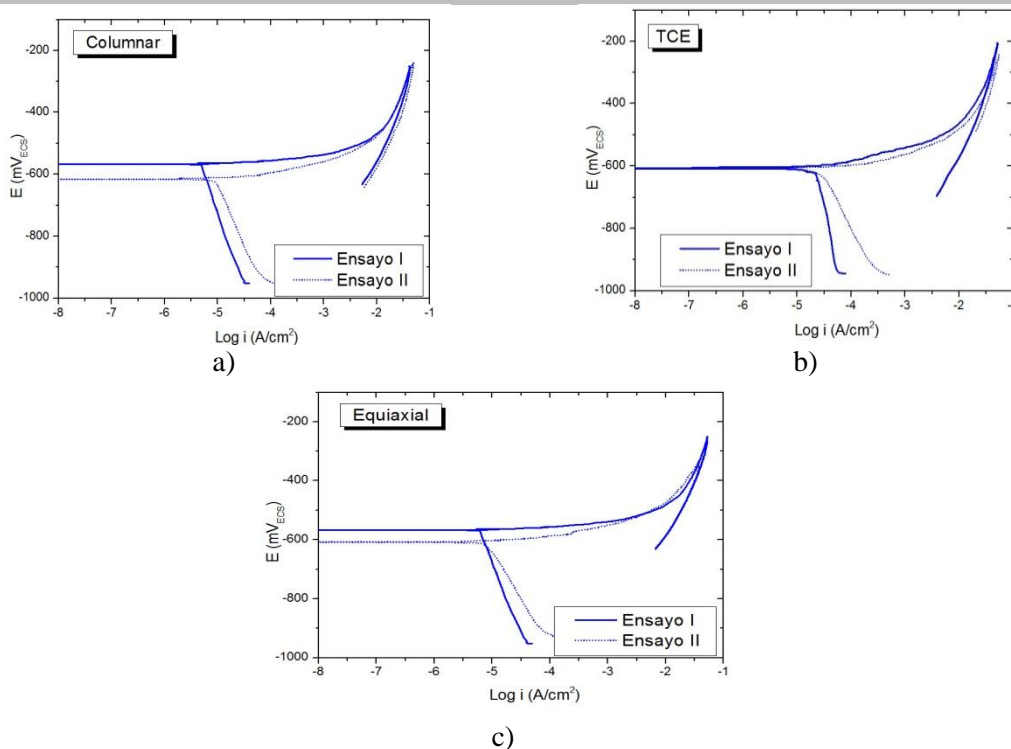 Columnar
-200
-400
-600
-800
-1000
E (mV_ECS)
Ensayo I
Ensayo II
-8 -7 -6 -5 -4 -3 -2 -1
Log i (A/cm²)
a)
TCE
-200
-400
-600
-800
-1000
E (mV_ECS)
Ensayo I
Ensayo II
-8 -7 -6 -5 -4 -3 -2 -1
Log i (A/cm²)
b)
Equiaxial
-200
-400
-600
-800
-1000
E (mV_ECS)
Ensayo I
Ensayo II
-8 -7 -6 -5 -4 -3 -2 -1
Log i (A/cm²)
c)